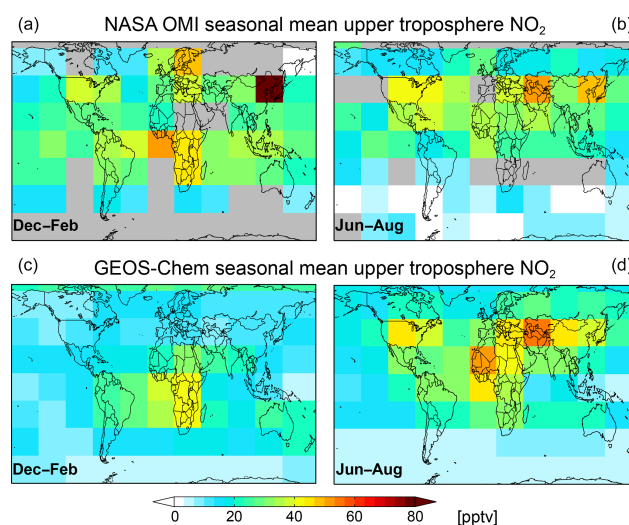 (a) NASA OMI seasonal mean upper troposphere NO₂ (b)
Dec–Feb Jun–Aug
(c) GEOS-Chem seasonal mean upper troposphere NO₂ (d)
Dec–Feb Jun–Aug
0 20 40 60 80 [pptv]